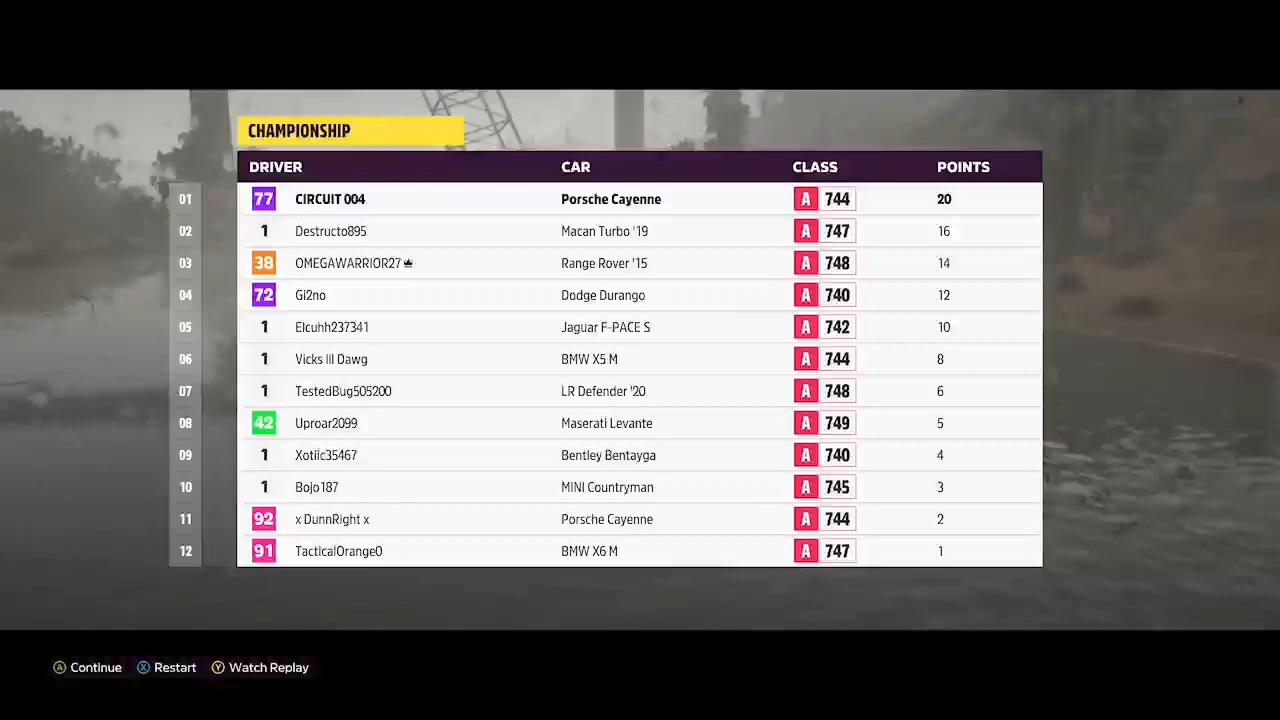 CHAMPIONSHIP
DRIVER CAR CLASS POINTS
01 77 CIRCUIT 004 Porsche Cayenne A 744 20
02 1 Destructo895 Macan Turbo '19 A 747 16
03 38 OMEGAWARRIOR27 Range Rover '15 A 748 14
04 72 Gi2no Dodge Durango A 740 12
05 1 Elcuhh237341 Jaguar F-PACE S A 742 10
06 1 Vicks III Dawg BMW X5 M A 744 8
07 1 TestedBug505200 LR Defender '20 A 748 6
08 42 Uproar2099 Maserati Levante A 749 5
09 1 Xotiic35467 Bentley Bentayga A 740 4
10 1 Bojo187 MINI Countryman A 745 3
11 92 x DunnRight x Porsche Cayenne A 744 2
12 91 TacticalOrange0 BMW X6 M A 747 1
A Continue X Restart Y Watch Replay